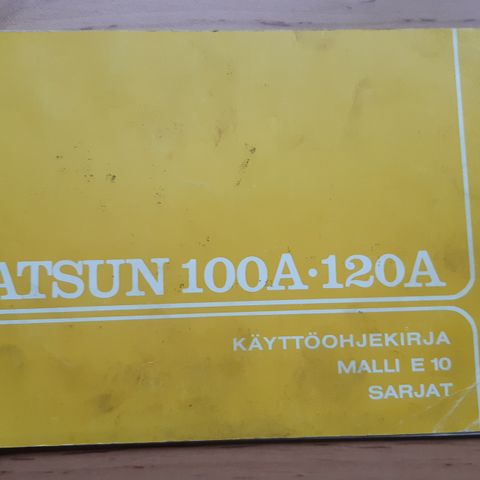 ATSUN 100A·120A
KÄYTTÖOHJEKIRJA
MALLI E 10
SARJAT